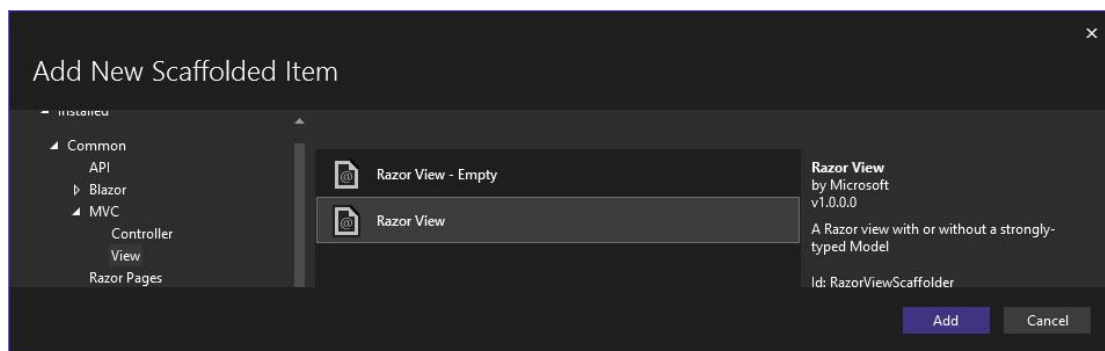 Add New Scaffolded Item
Installed
Common
API
Blazor
MVC
Controller
View
Razor Pages
Razor View - Empty
Razor View
Razor View
by Microsoft
v1.0.0.0
A Razor view with or without a strongly-
typed Model
Id: RazorViewScaffolder
Add
Cancel